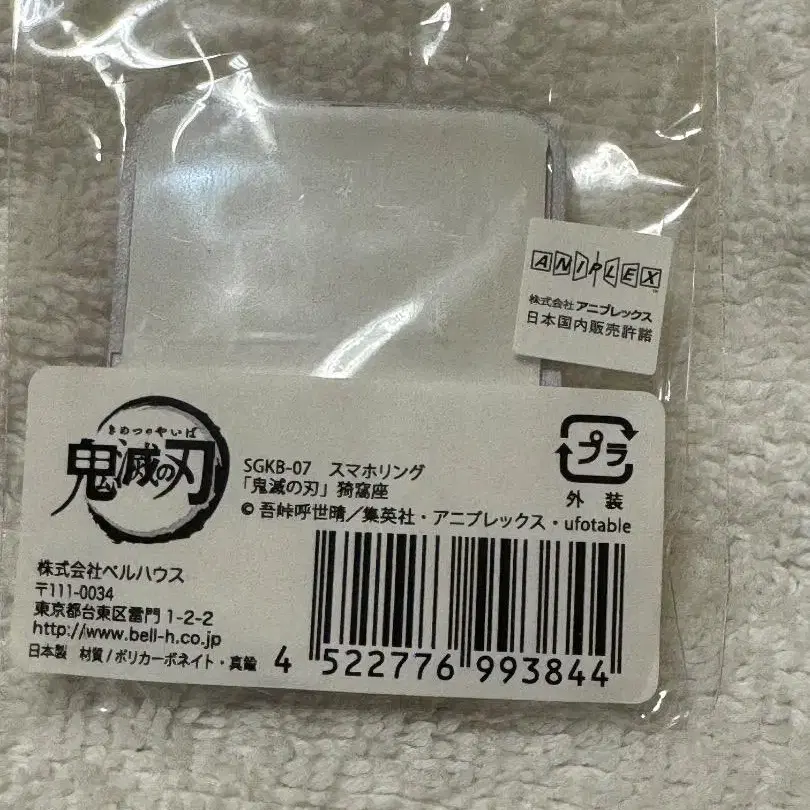 ANIPLEX
株式会社アニプレックス
日本国内販売許諾
きめつのやいば
鬼滅の刃
SGKB-07 スマホリング
「鬼滅の刃」猗窩座
© 吾峠呼世晴／集英社・アニプレックス・ufotable
プラ
外 装
株式会社ベルハウス
〒111-0034
東京都台東区雷門 1-2-2
http://www.bell-h.co.jp
日本製 材質/ポリカーボネイト・真鍮
4 522776 993844